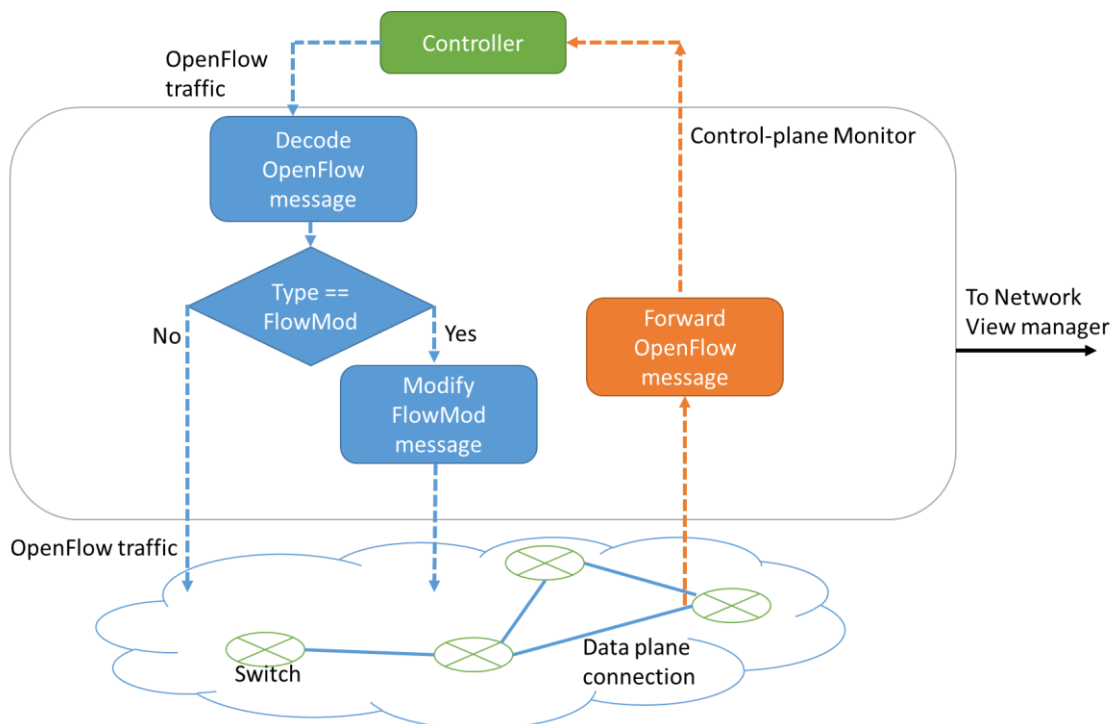 Controller
OpenFlow
traffic
Decode
OpenFlow
message
Control-plane Monitor
Type ==
FlowMod
No
Yes
Forward
OpenFlow
message
To Network
View manager
Modify
FlowMod
message
OpenFlow traffic
Switch
Data plane
connection